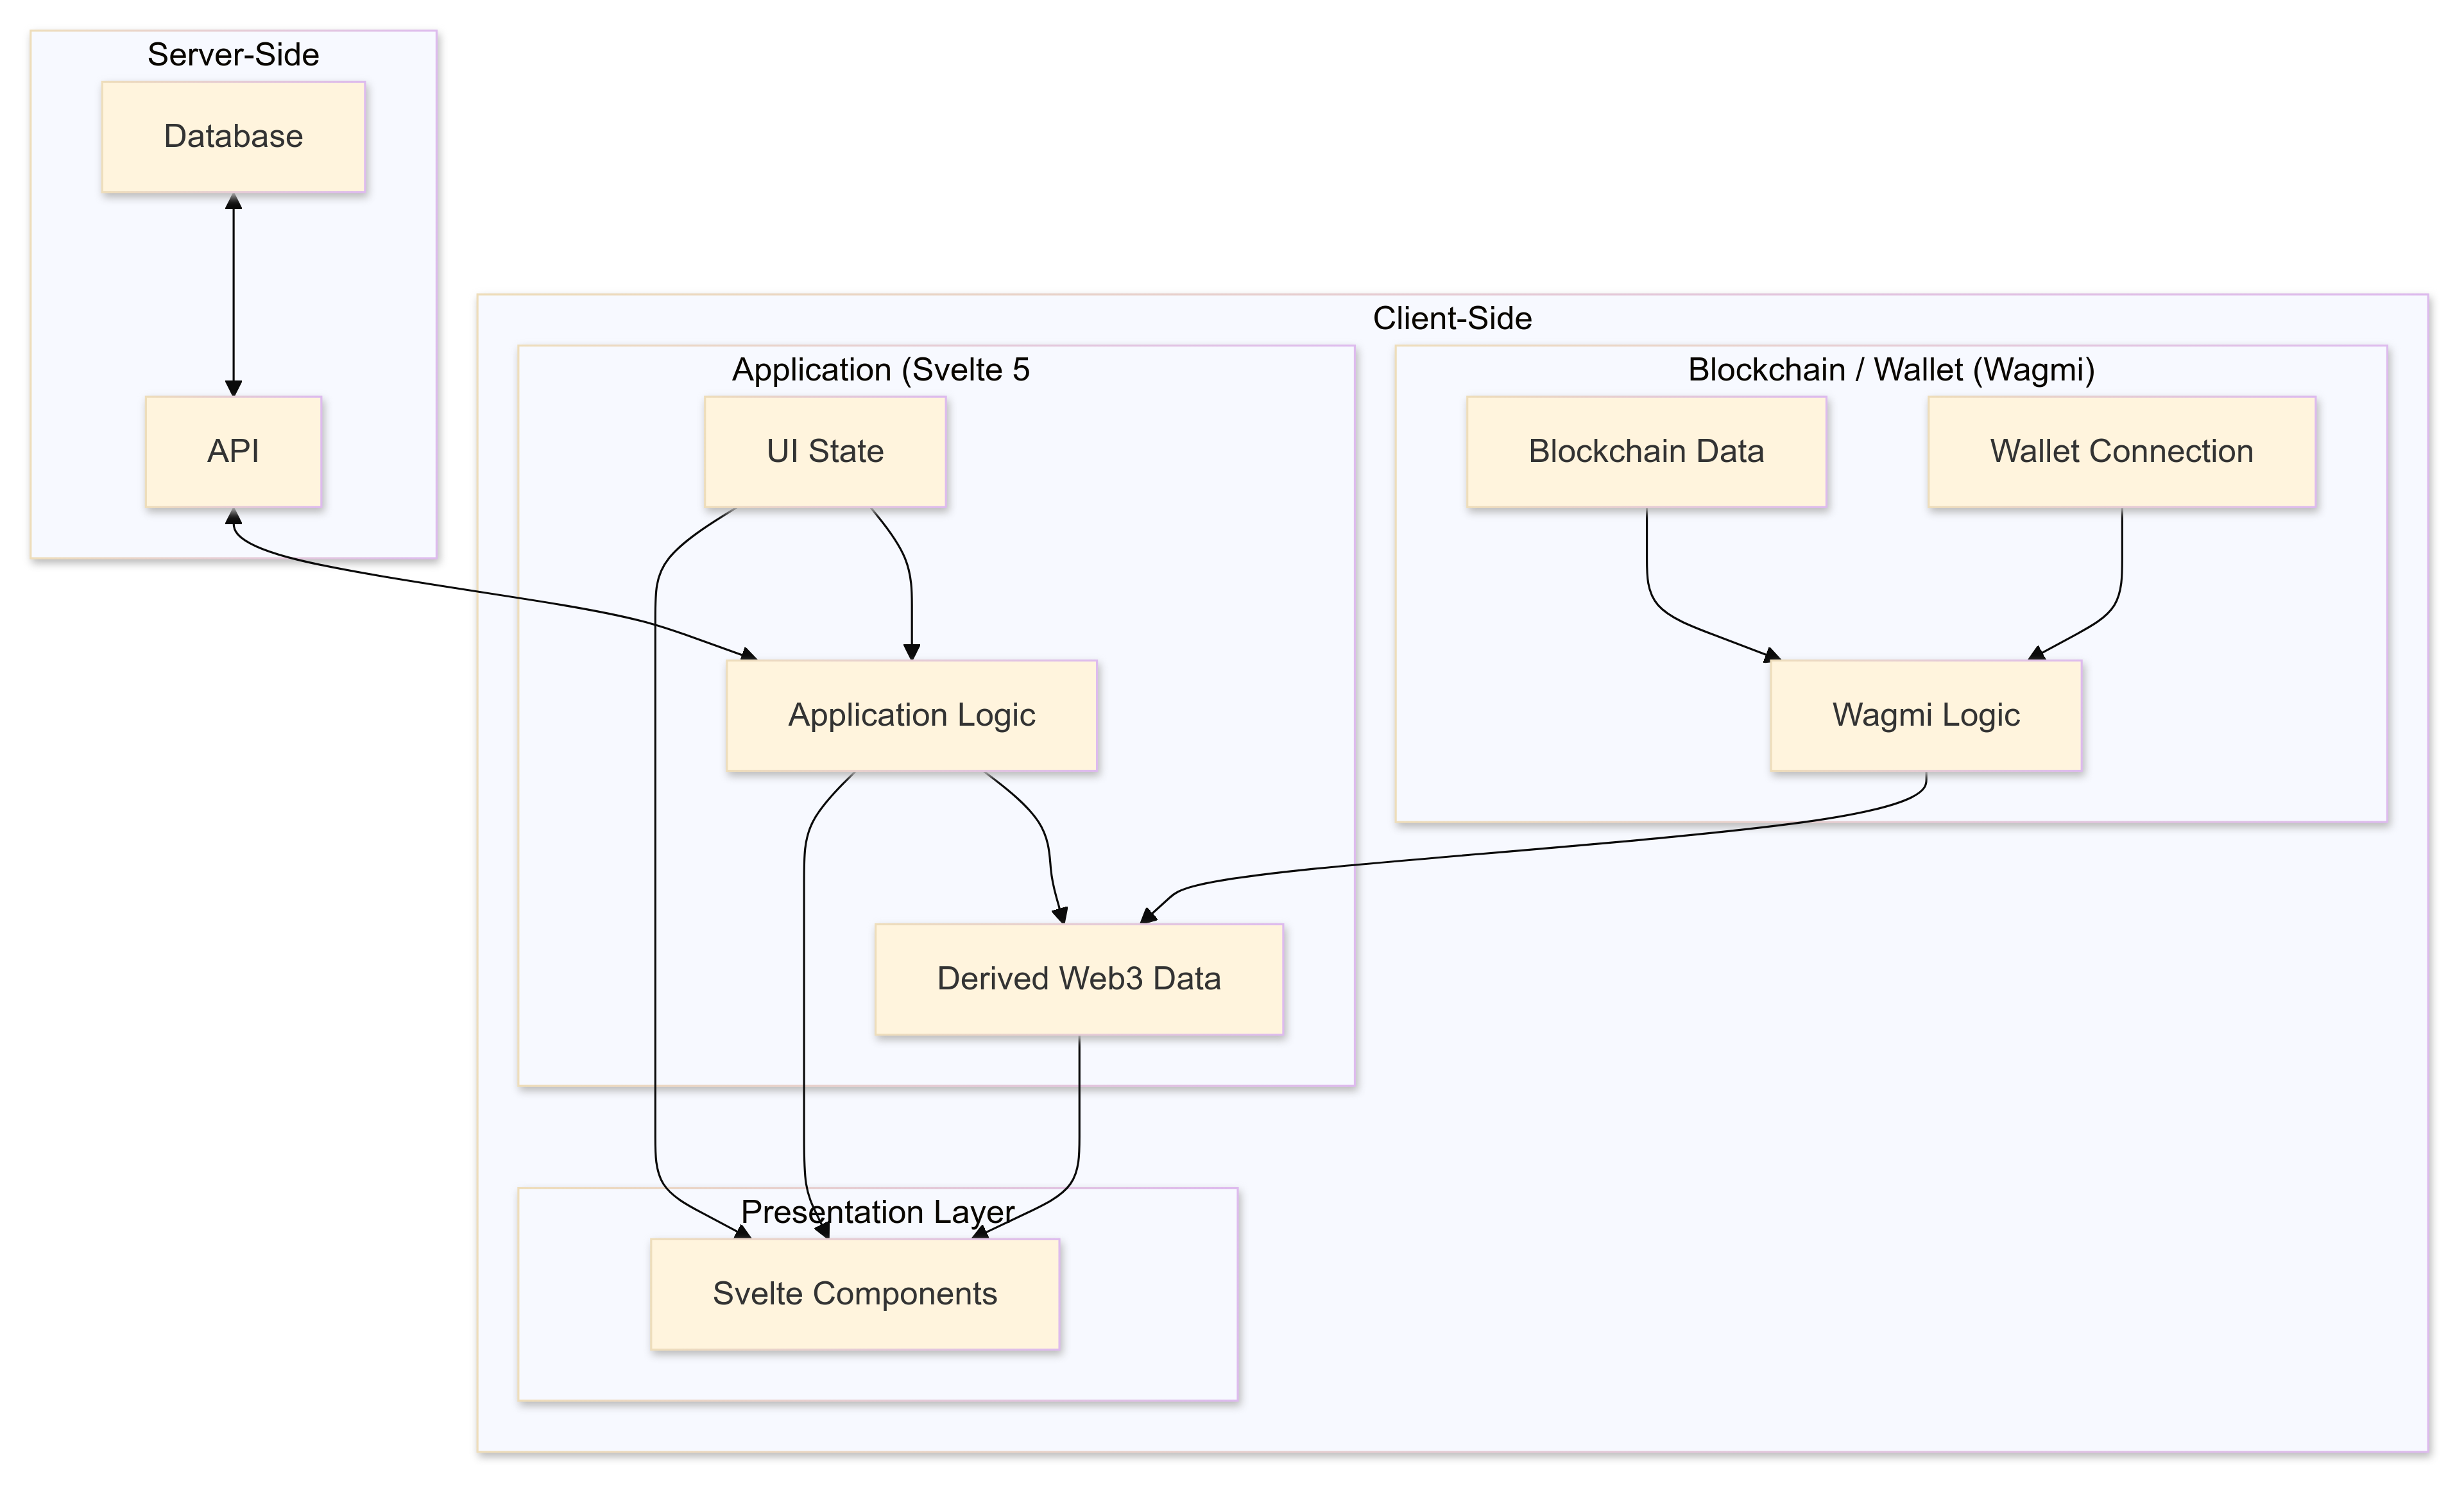 Server-Side
Database
API
Client-Side
Application (Svelte 5
UI State
Application Logic
Derived Web3 Data
Blockchain / Wallet (Wagmi)
Blockchain Data
Wallet Connection
Wagmi Logic
Presentation Layer
Svelte Components